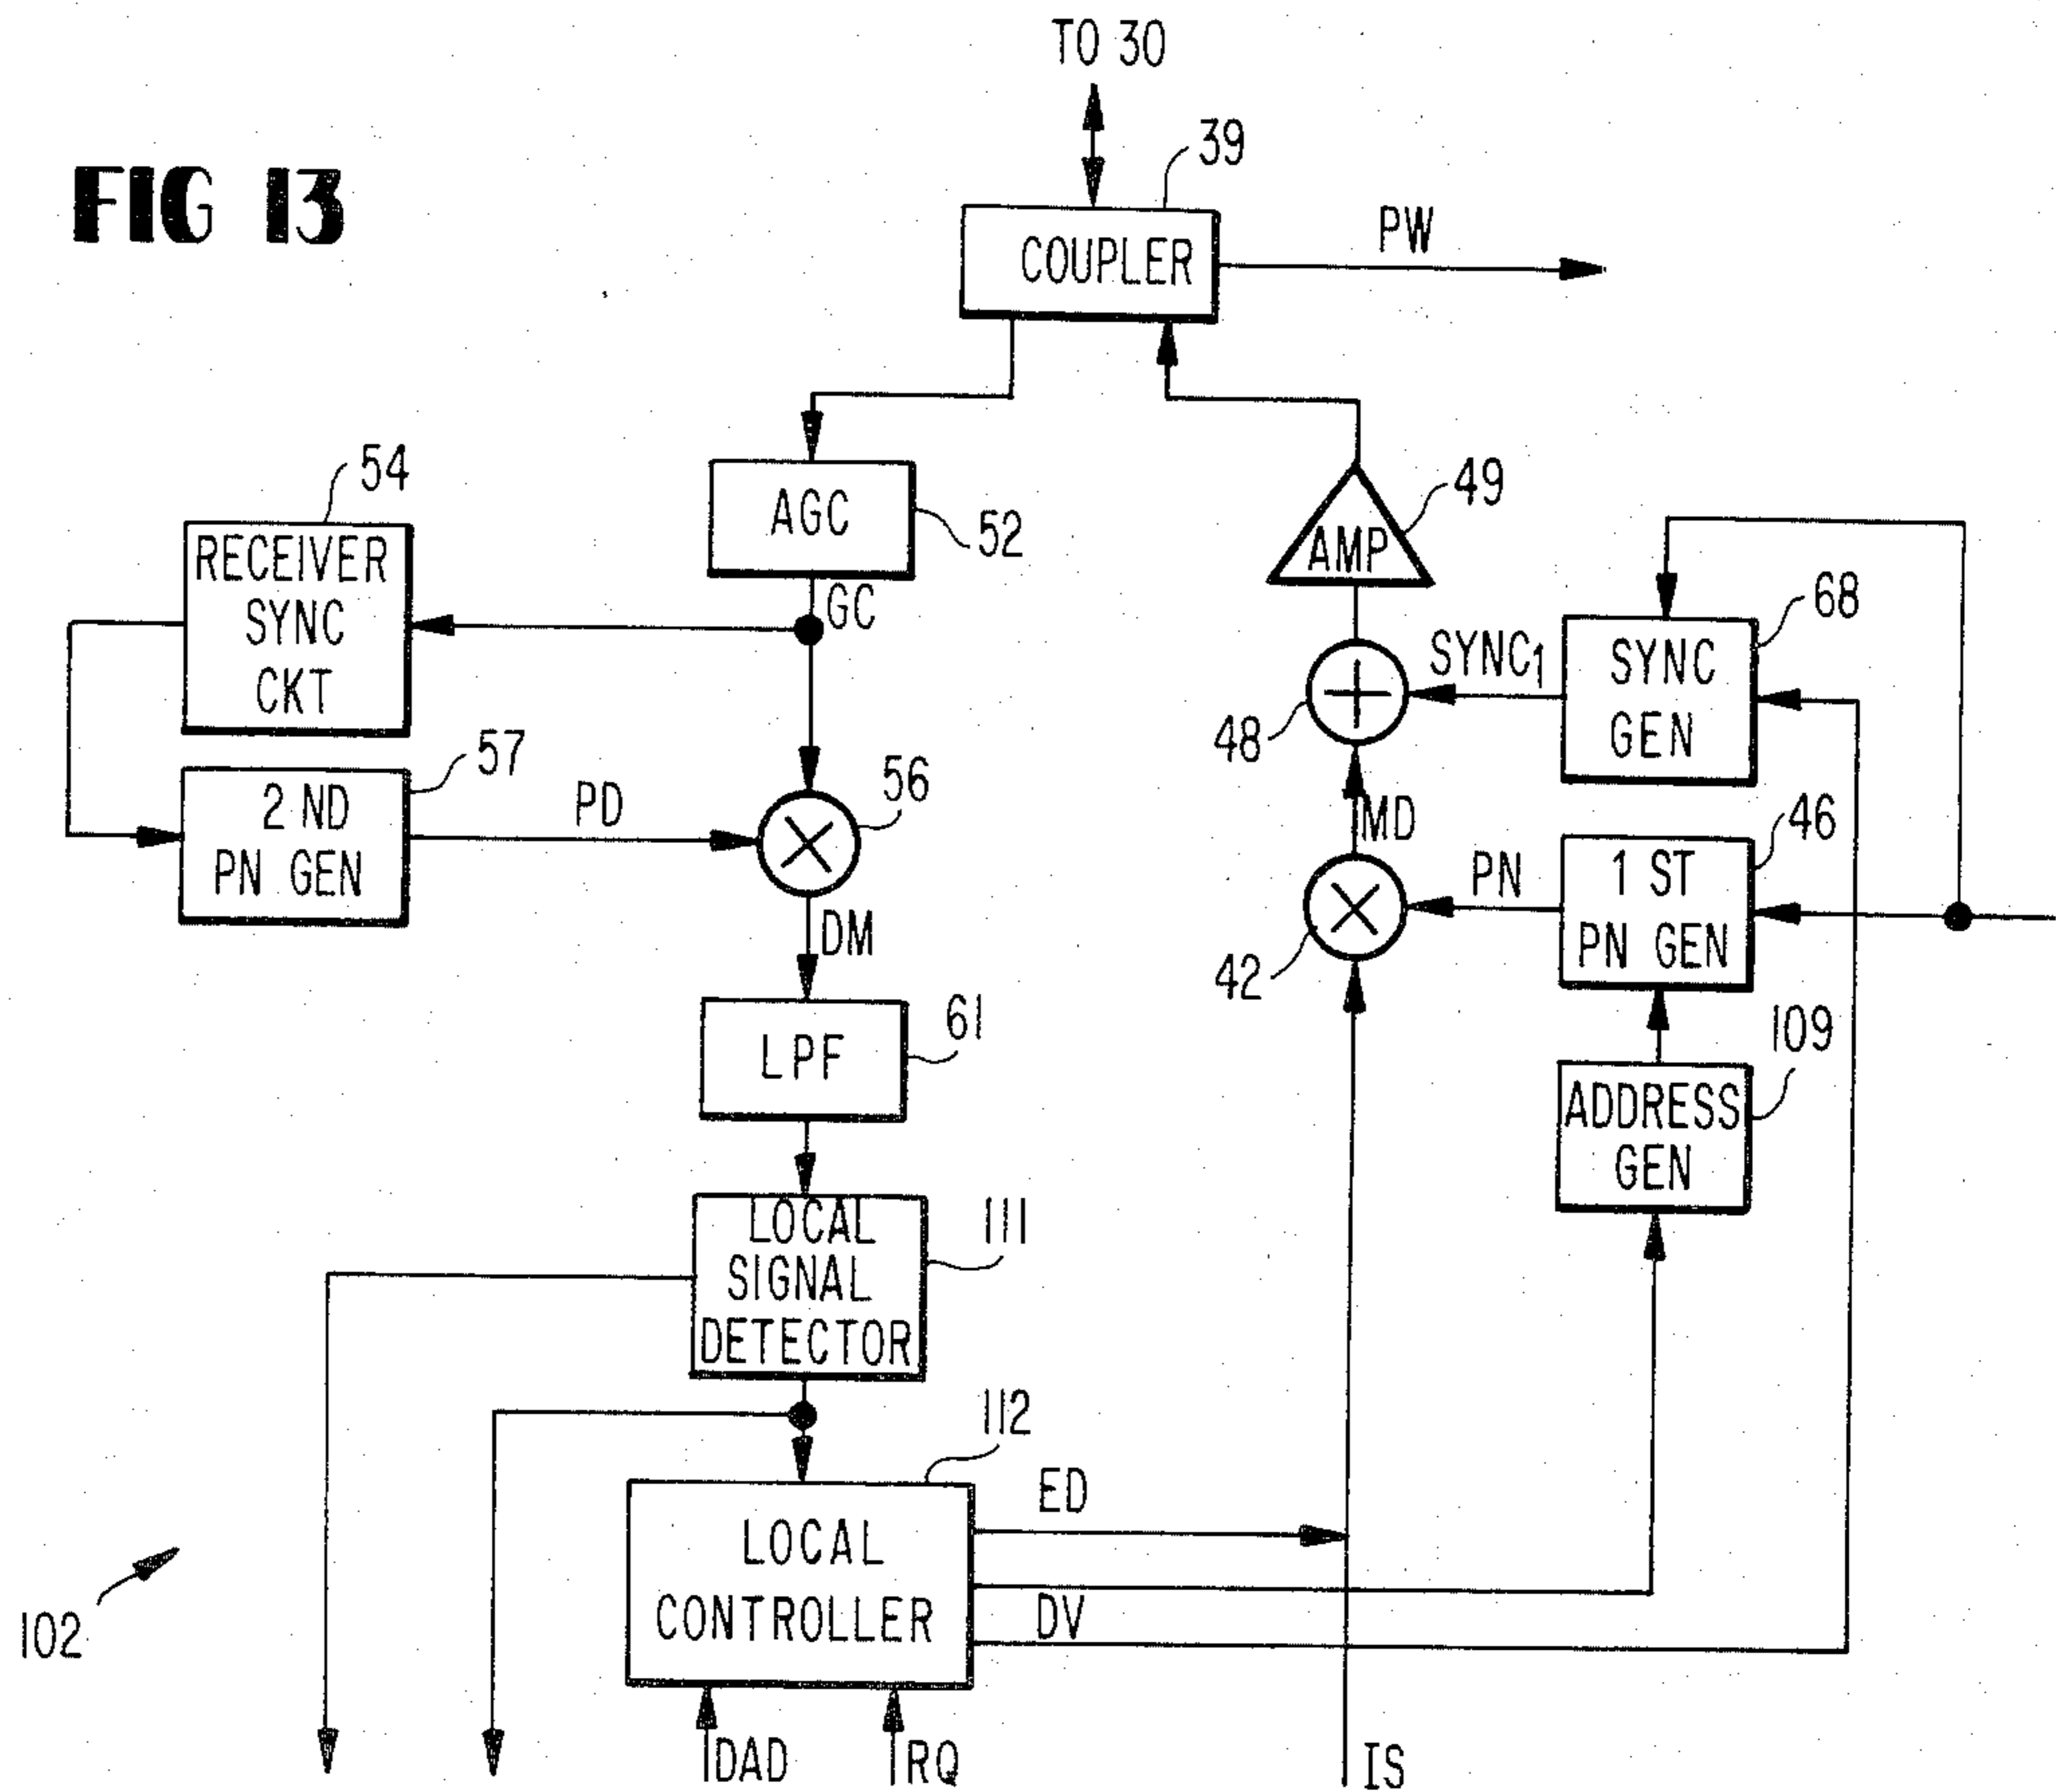 TO 30
FIG 13
39
COUPLER
PW
54
AGC
52
49
AMP
RECEIVER
SYNC
CKT
GC
68
SYNC
GEN
SYNC1
48
57
2 ND
PN GEN
PD
56
MD
46
1 ST
PN GEN
PN
42
DM
61
LPF
109
ADDRESS
GEN
LOCAL
SIGNAL
DETECTOR
111
112
LOCAL
CONTROLLER
ED
DV
102
DAD
RQ
IS